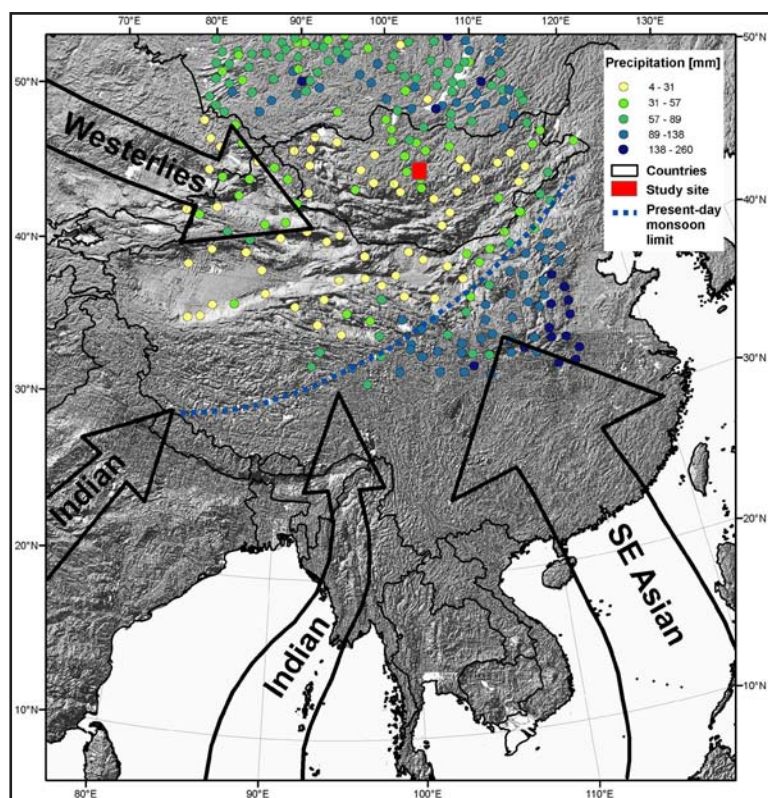 70°E 80°E 90°E 100°E 110°E 120°E 130°E
50°N
40°N
30°N
20°N
10°N
50°N
40°N
30°N
20°N
10°N
Precipitation [mm]
4 - 31
31 - 57
57 - 89
89 -138
138 - 260
Countries
Study site
Present-day
monsoon
limit
Westerlies
Indian
Indian
SE Asian
80°E 90°E 100°E 110°E